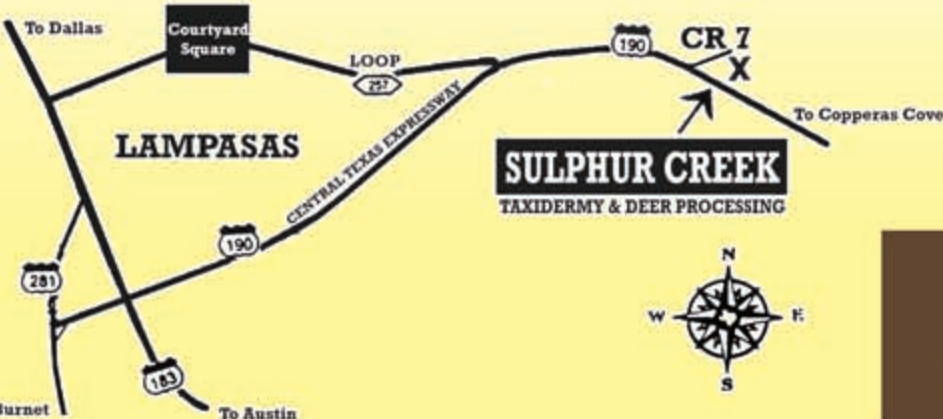 To Dallas
Courtyard
Square
LOOP
257
190
CR 7
X
To Copperas Cove
LAMPASAS
CENTRAL TEXAS EXPRESSWAY
SULPHUR CREEK
TAXIDERMY & DEER PROCESSING
190
281
N
W
E
S
183
Burnet
To Austin